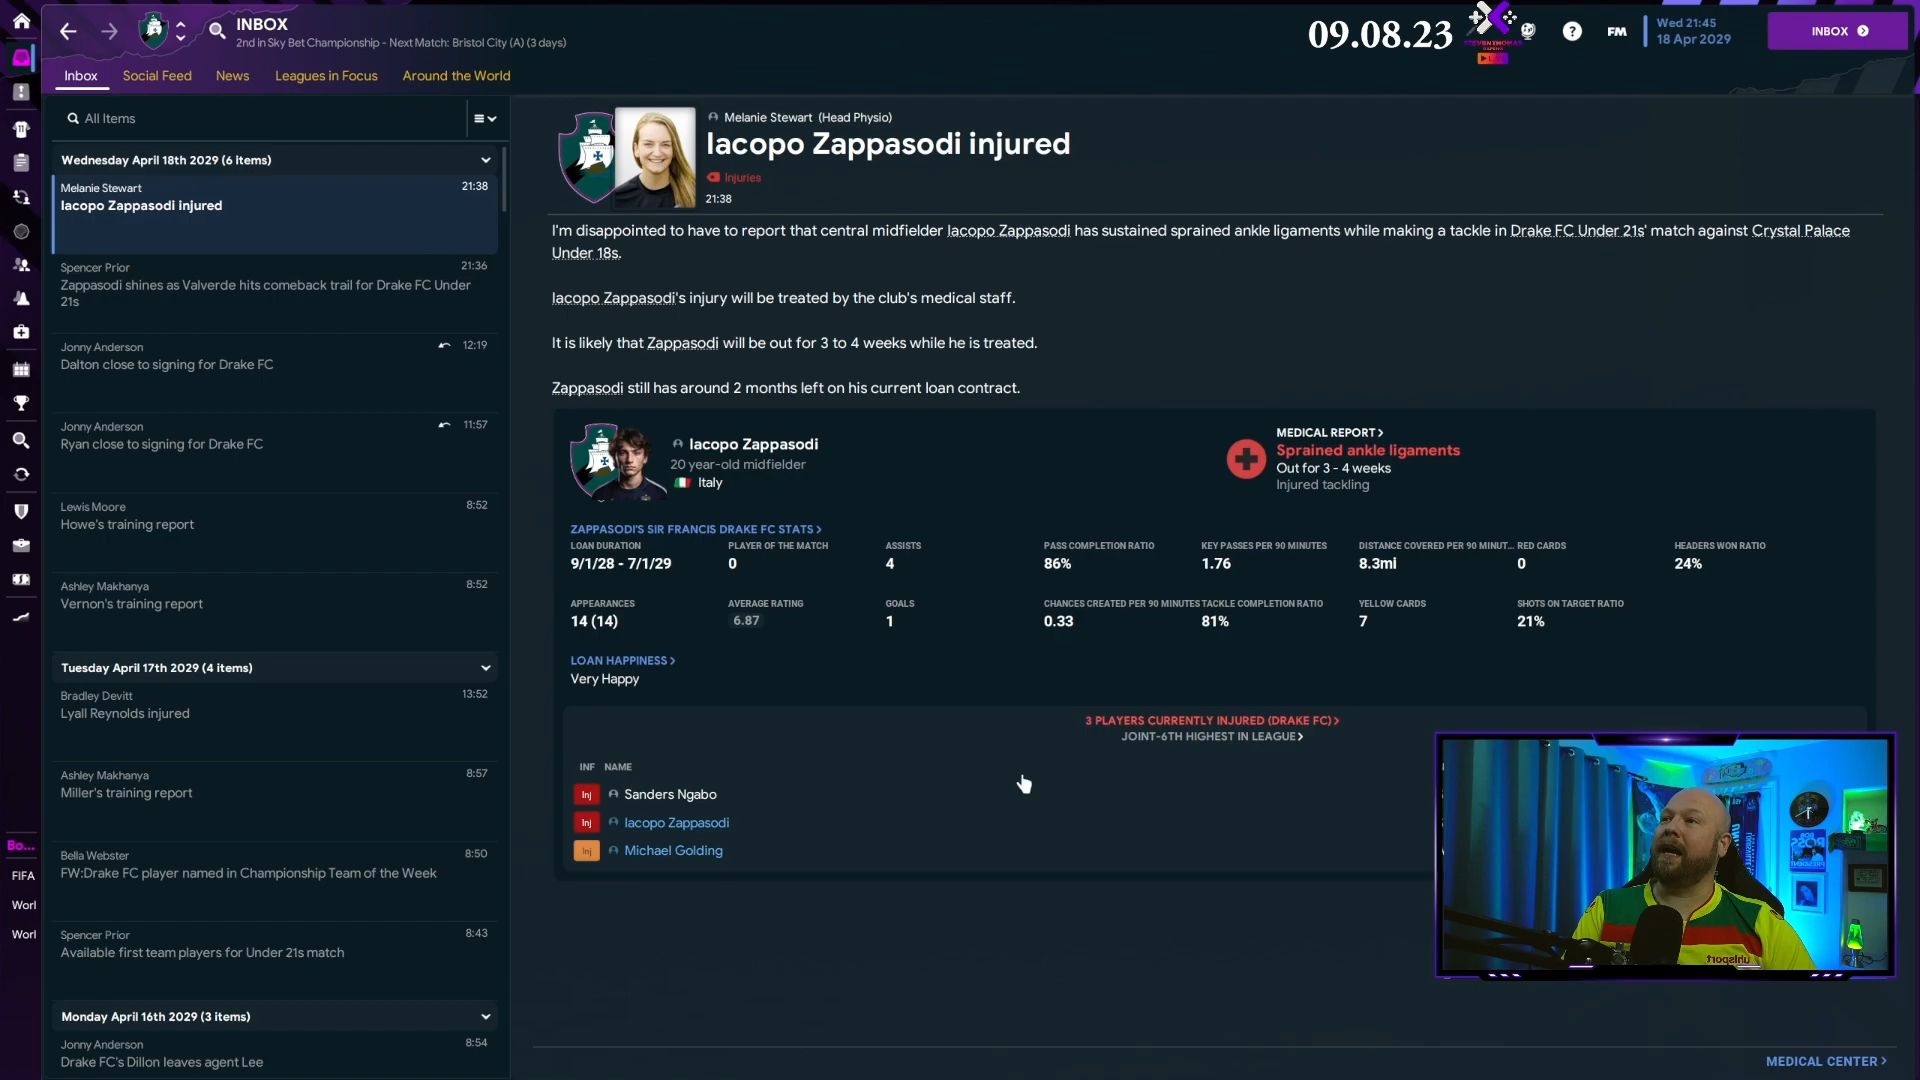 INBOX
2nd in Sky Bet Championship - Next Match: Bristol City (A) (3 days)
09.08.23
FM
Wed 21:45
18 Apr 2029
INBOX
Inbox
Social Feed
News
Leagues in Focus
Around the World
All Items
Wednesday April 18th 2029 (6 items)
Melanie Stewart
21:38
Iacopo Zappasodi injured
Spencer Prior
21:36
Zappasodi shines as Valverde hits comeback trail for Drake FC Under
21s
Jonny Anderson
12:19
Dalton close to signing for Drake FC
Jonny Anderson
11:57
Ryan close to signing for Drake FC
Lewis Moore
8:52
Howe's training report
Ashley Makhanya
8:52
Vernon's training report
Tuesday April 17th 2029 (4 items)
Bradley Devitt
13:52
Lyall Reynolds injured
Ashley Makhanya
8:57
Miller's training report
Bella Webster
8:50
FW:Drake FC player named in Championship Team of the Week
Spencer Prior
8:43
Available first team players for Under 21s match
Monday April 16th 2029 (3 items)
Jonny Anderson
8:54
Drake FC's Dillon leaves agent Lee
Bo...
FIFA
Worl
Worl
Melanie Stewart (Head Physio)
Iacopo Zappasodi injured
Injuries
21:38
I'm disappointed to have to report that central midfielder Iacopo Zappasodi has sustained sprained ankle ligaments while making a tackle in Drake FC Under 21s' match against Crystal Palace
Under 18s.
Iacopo Zappasodi's injury will be treated by the club's medical staff.
It is likely that Zappasodi will be out for 3 to 4 weeks while he is treated.
Zappasodi still has around 2 months left on his current loan contract.
Iacopo Zappasodi
20 year-old midfielder
Italy
MEDICAL REPORT >
Sprained ankle ligaments
Out for 3 - 4 weeks
Injured tackling
ZAPPASODI'S SIR FRANCIS DRAKE FC STATS >
LOAN DURATION
PLAYER OF THE MATCH
ASSISTS
PASS COMPLETION RATIO
KEY PASSES PER 90 MINUTES
DISTANCE COVERED PER 90 MINUT...
RED CARDS
HEADERS WON RATIO
9/1/28 - 7/1/29
0
4
86%
1.76
8.3mi
0
24%
APPEARANCES
AVERAGE RATING
GOALS
CHANCES CREATED PER 90 MINUTES
TACKLE COMPLETION RATIO
YELLOW CARDS
SHOTS ON TARGET RATIO
14 (14)
6.87
1
0.33
81%
7
21%
LOAN HAPPINESS >
Very Happy
3 PLAYERS CURRENTLY INJURED (DRAKE FC) >
JOINT-6TH HIGHEST IN LEAGUE >
INF NAME
Inj Sanders Ngabo
Inj Iacopo Zappasodi
Inj Michael Golding
uhlsport
MEDICAL CENTER >